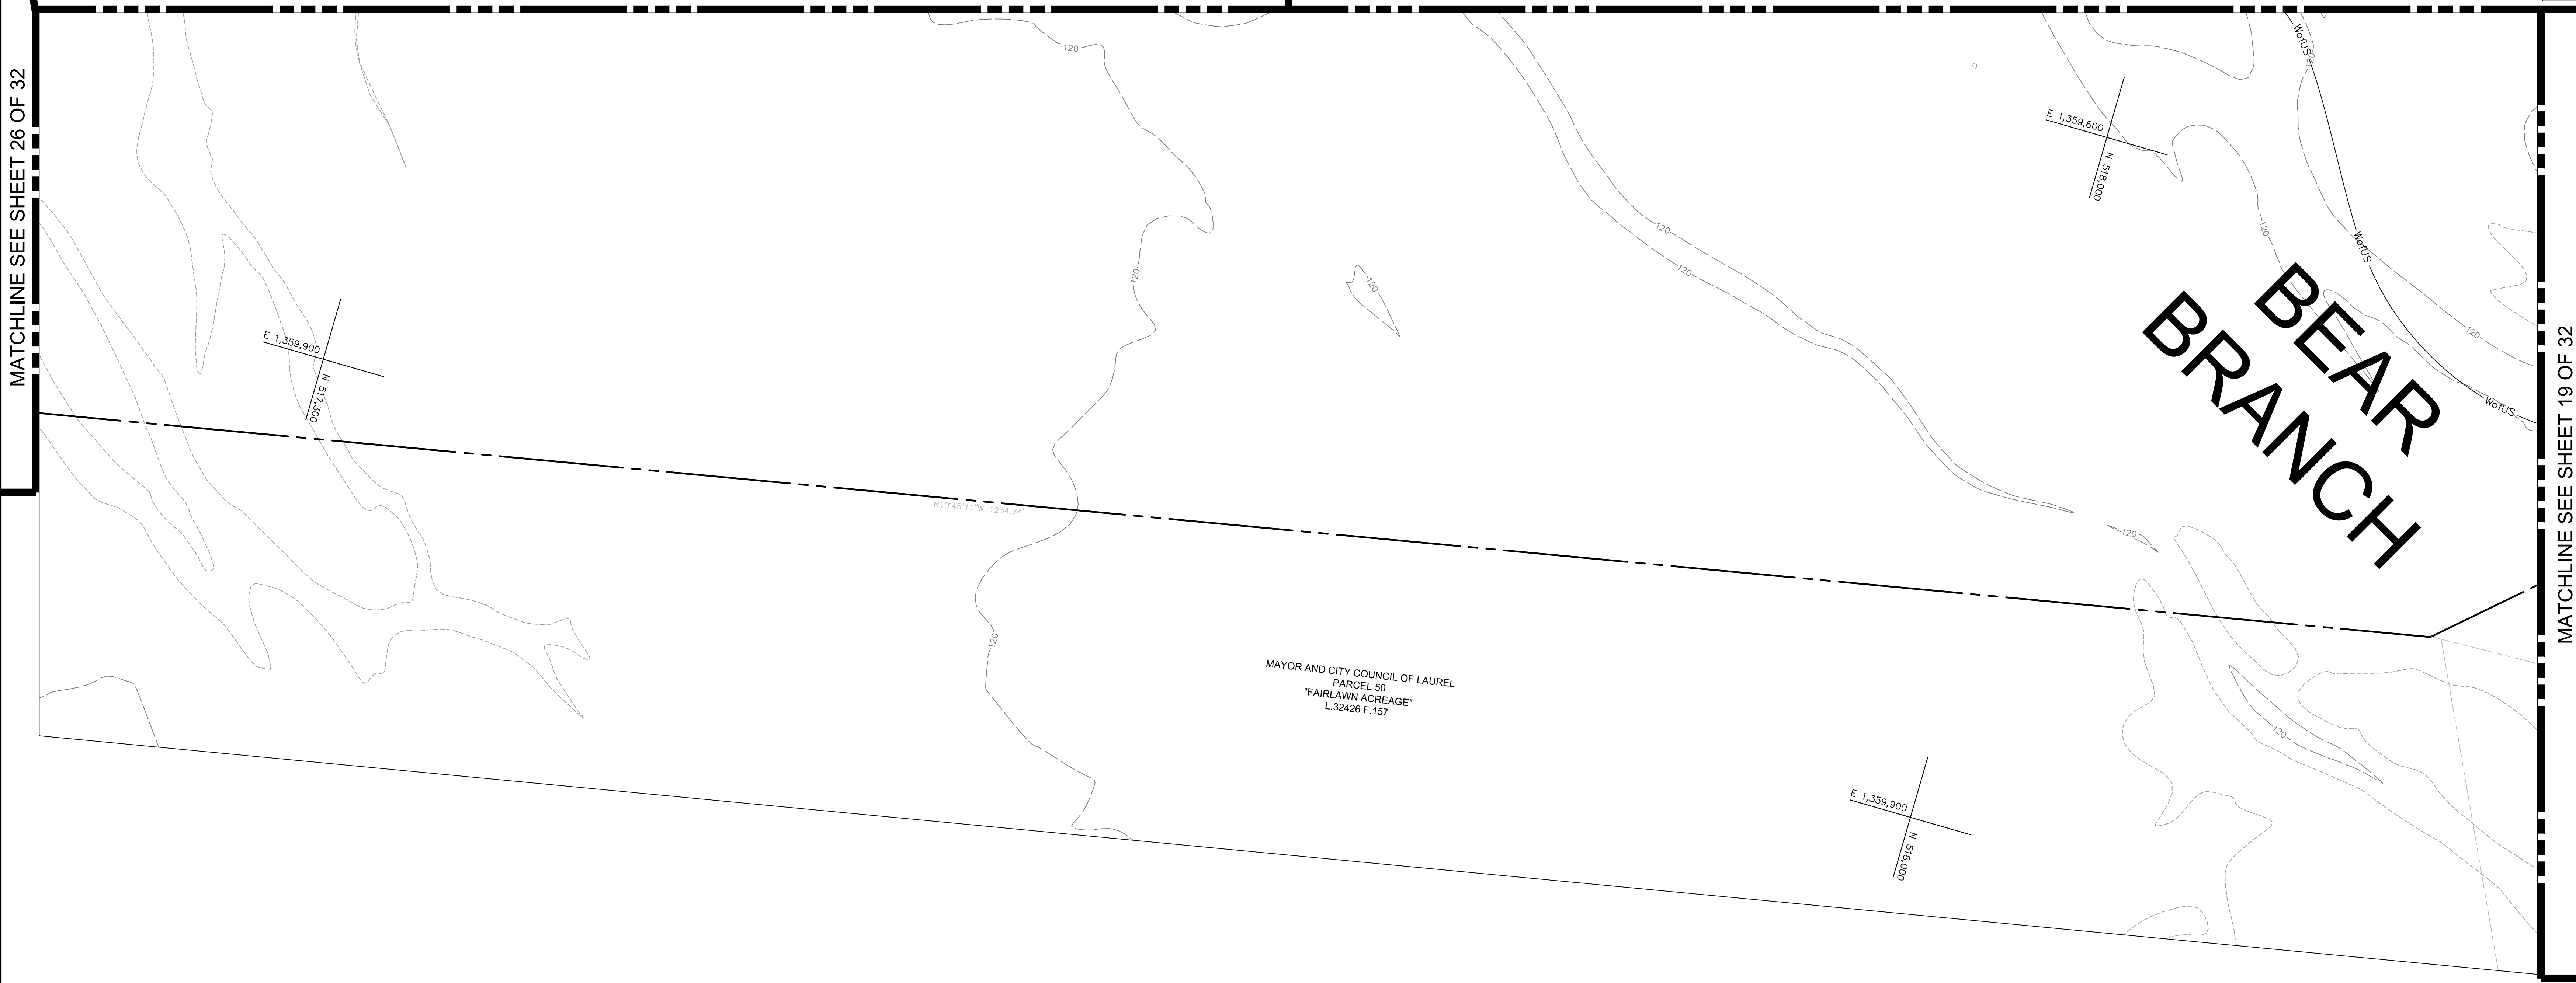 MATCHLINE SEE SHEET 26 OF 32
120
WofUS
120
E 1,359,600
N 518,000
120
120
120
WofUS
120
120
120
E 1,359,900
N 517,300
BEAR
BRANCH
120
WofUS
MATCHLINE SEE SHEET 19 OF 32
N10°45'11"W 1234.74'
120
120
MAYOR AND CITY COUNCIL OF LAUREL
PARCEL 50
"FAIRLAWN ACREAGE"
L.32426 F.157
120
E 1,359,900
N 518,000